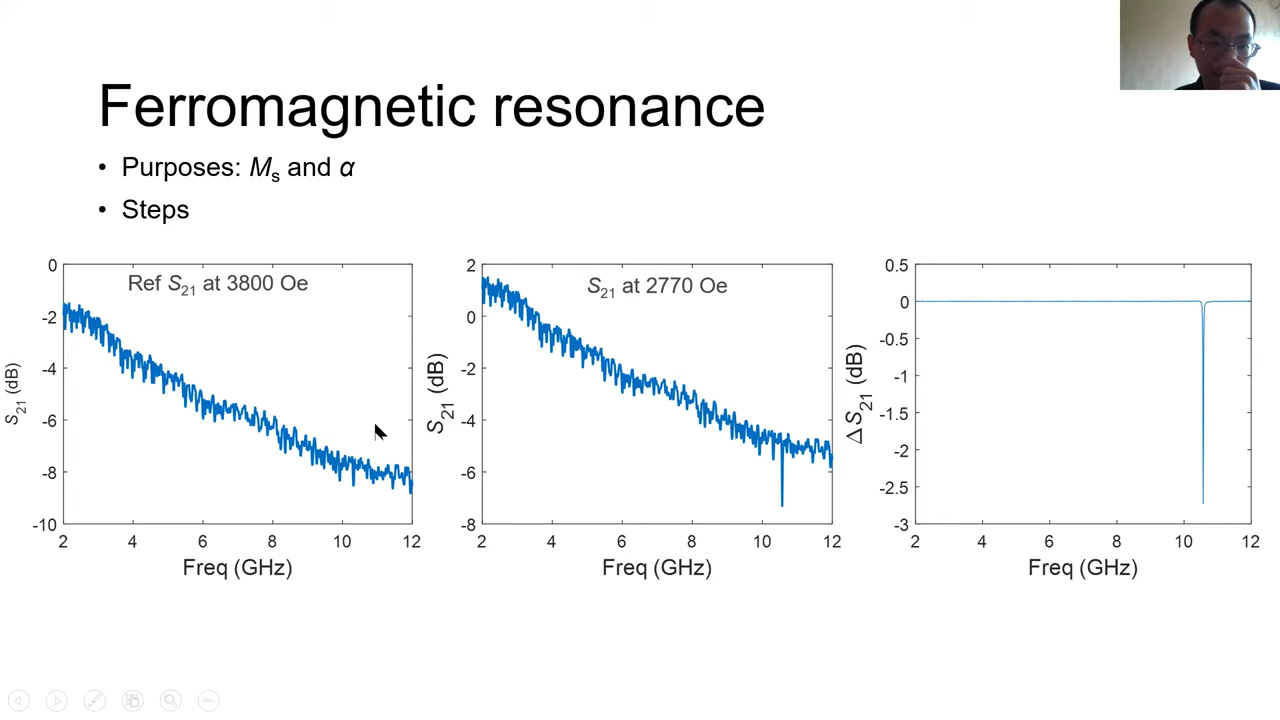 Ferromagnetic resonance
• Purposes: Ms and α
• Steps
Ref S21 at 3800 Oe
0
-2
-4
-6
-8
-10
S21 (dB)
2 4 6 8 10 12
Freq (GHz)
S21 at 2770 Oe
2
0
-2
-4
-6
-8
S21 (dB)
2 4 6 8 10 12
Freq (GHz)
0.5
0
-0.5
-1
-1.5
-2
-2.5
-3
ΔS21 (dB)
2 4 6 8 10 12
Freq (GHz)